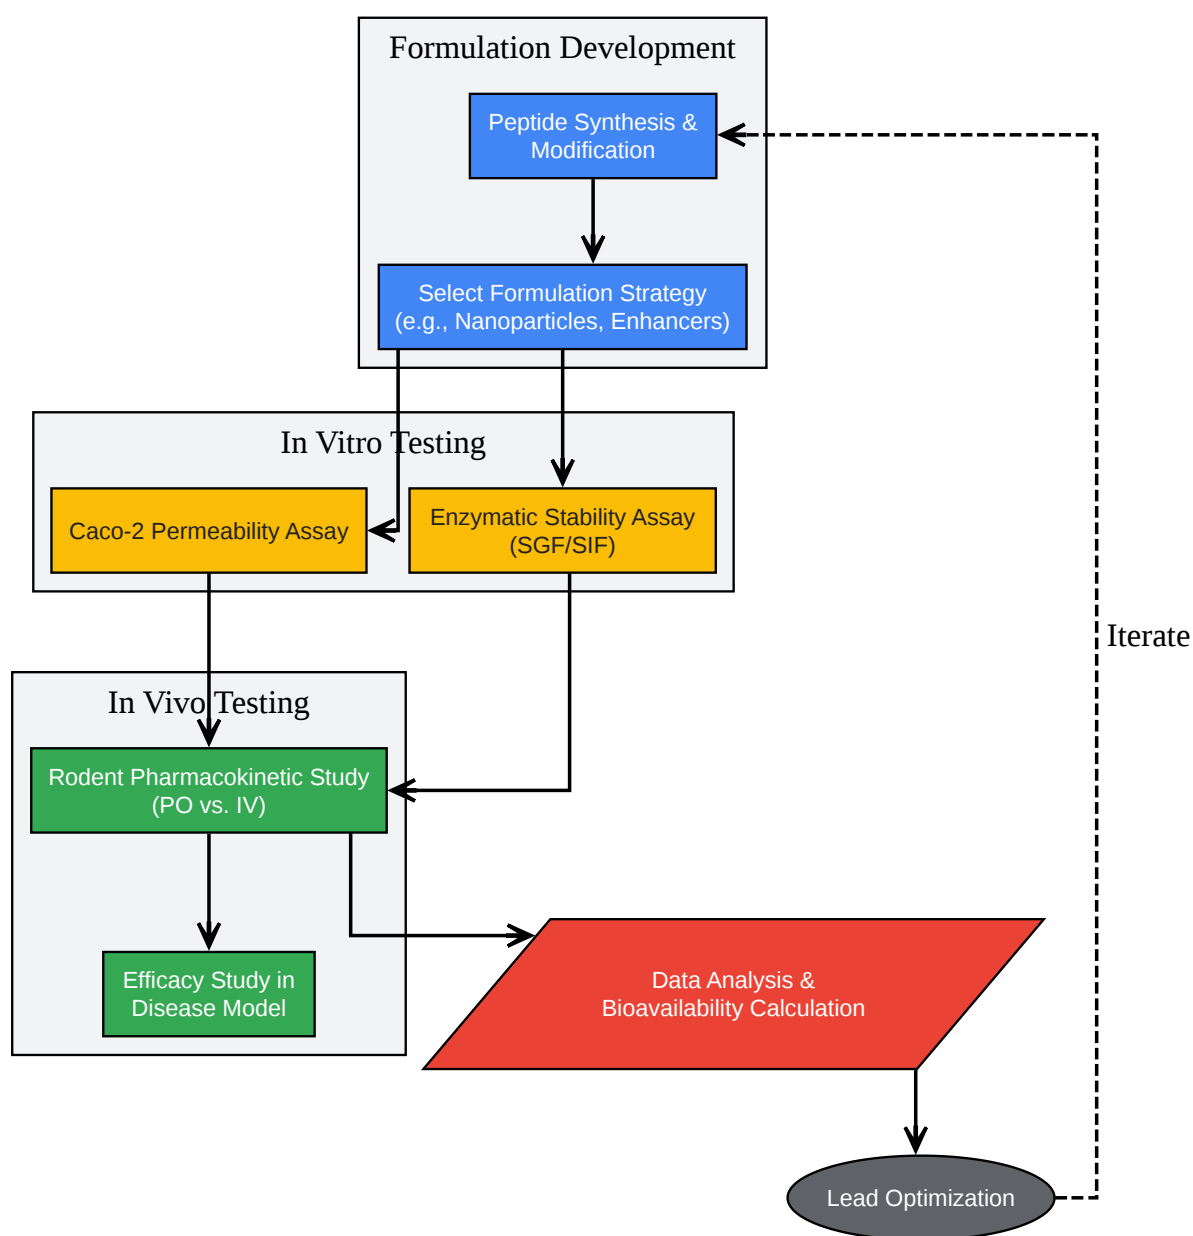 Formulation Development
Peptide Synthesis &
Modification
Select Formulation Strategy
(e.g., Nanoparticles, Enhancers)
In Vitro Testing
Caco-2 Permeability Assay
Enzymatic Stability Assay
(SGF/SIF)
Iterate
In Vivo Testing
Rodent Pharmacokinetic Study
(PO vs. IV)
Efficacy Study in
Disease Model
Data Analysis &
Bioavailability Calculation
Lead Optimization